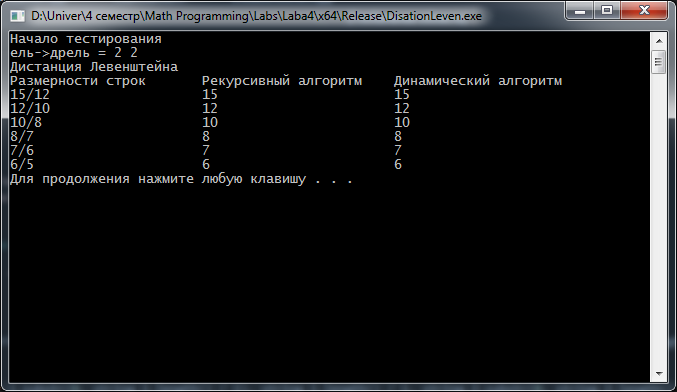 D:\Univer\4 семестр\Math Programming\Labs\Laba4\x64\Release\DisationLeven.exe
Начало тестирования
ель->дрель = 2 2
Дистанция Левенштейна
Размерности строк Рекурсивный алгоритм Динамический алгоритм
15/12 15 15
12/10 12 12
10/8 10 10
8/7 8 8
7/6 7 7
6/5 6 6
Для продолжения нажмите любую клавишу . . .